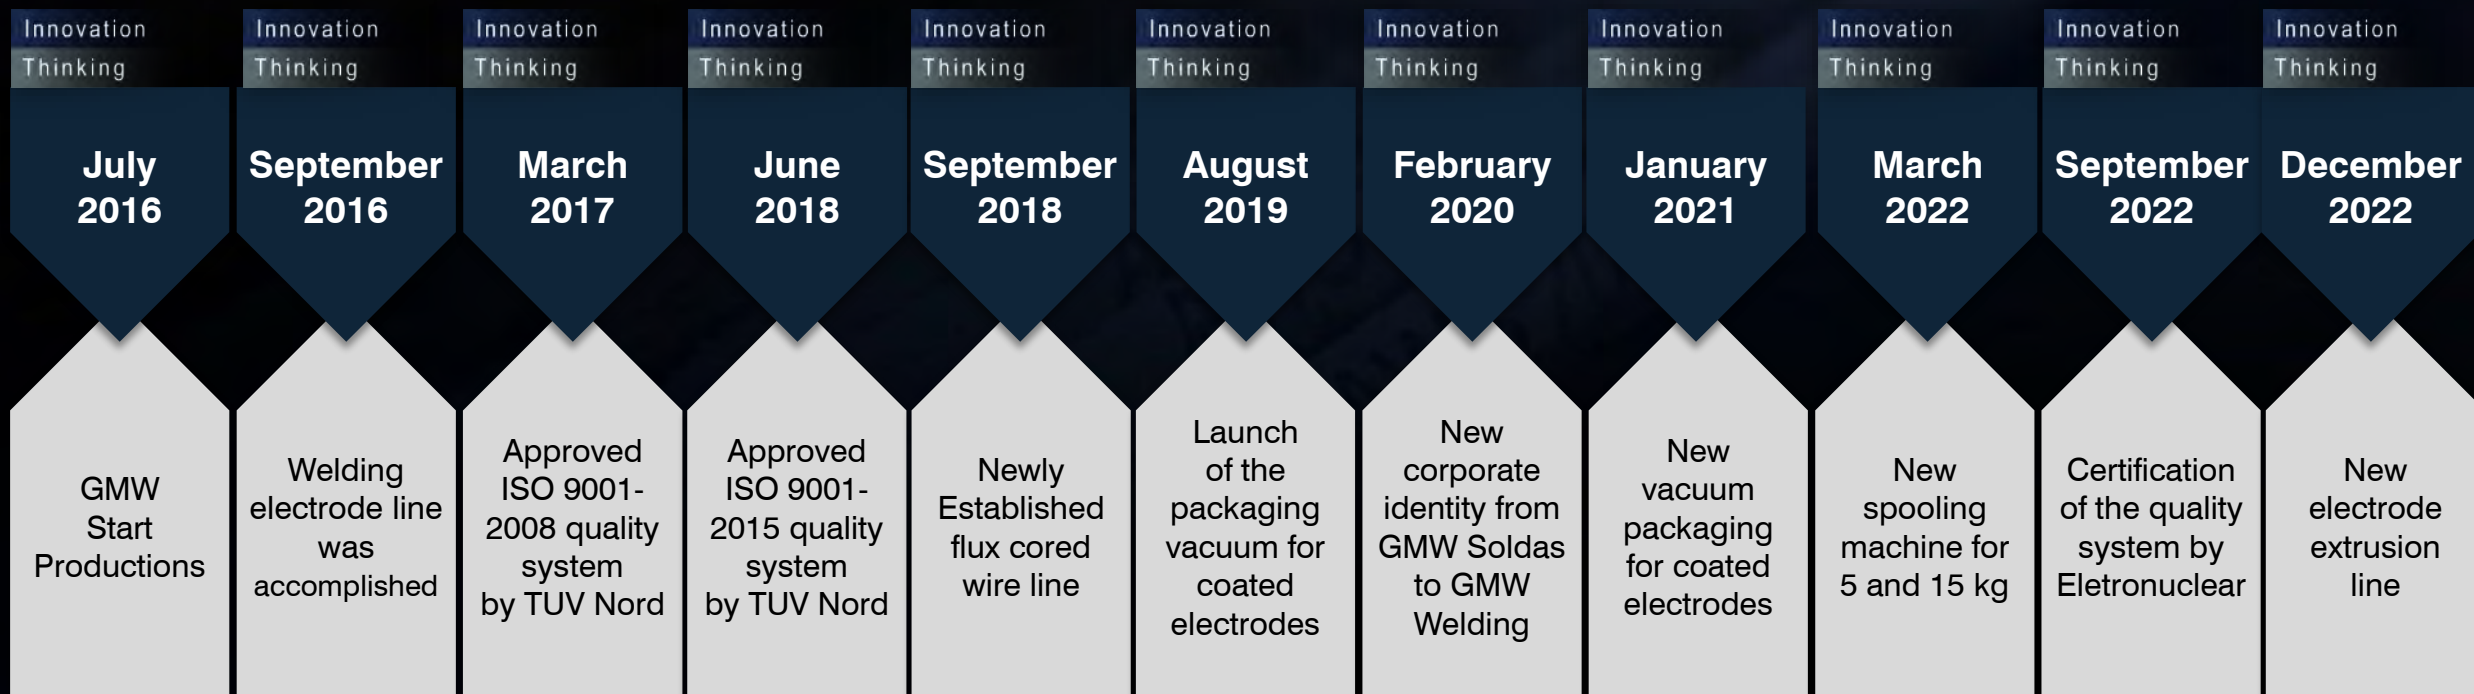 Innovation
Thinking
July
2016
GMW
Start
Productions
Innovation
Thinking
September
2016
Welding
electrode line
was
accomplished
Innovation
Thinking
March
2017
Approved
ISO 9001-
2008 quality
system
by TUV Nord
Innovation
Thinking
June
2018
Approved
ISO 9001-
2015 quality
system
by TUV Nord
Innovation
Thinking
September
2018
Newly
Established
flux cored
wire line
Innovation
Thinking
August
2019
Launch
of the
packaging
vacuum for
coated
electrodes
Innovation
Thinking
February
2020
New
corporate
identity from
GMW Soldas
to GMW
Welding
Innovation
Thinking
January
2021
New
vacuum
packaging
for coated
electrodes
Innovation
Thinking
March
2022
New
spooling
machine for
5 and 15 kg
Innovation
Thinking
September
2022
Certification
of the quality
system by
Eletronuclear
Innovation
Thinking
December
2022
New
electrode
extrusion
line